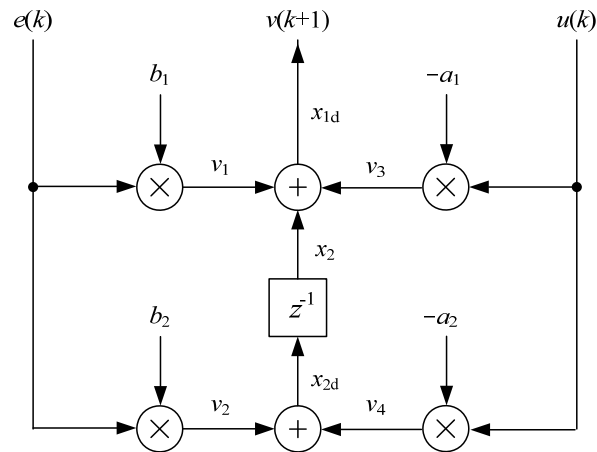 e(k) v(k+1) u(k)
b₁ −a₁
x₁d
v₁ v₃
× + ×
x₂
z⁻¹
b₂ −a₂
x₂d
v₂ v₄
× + ×